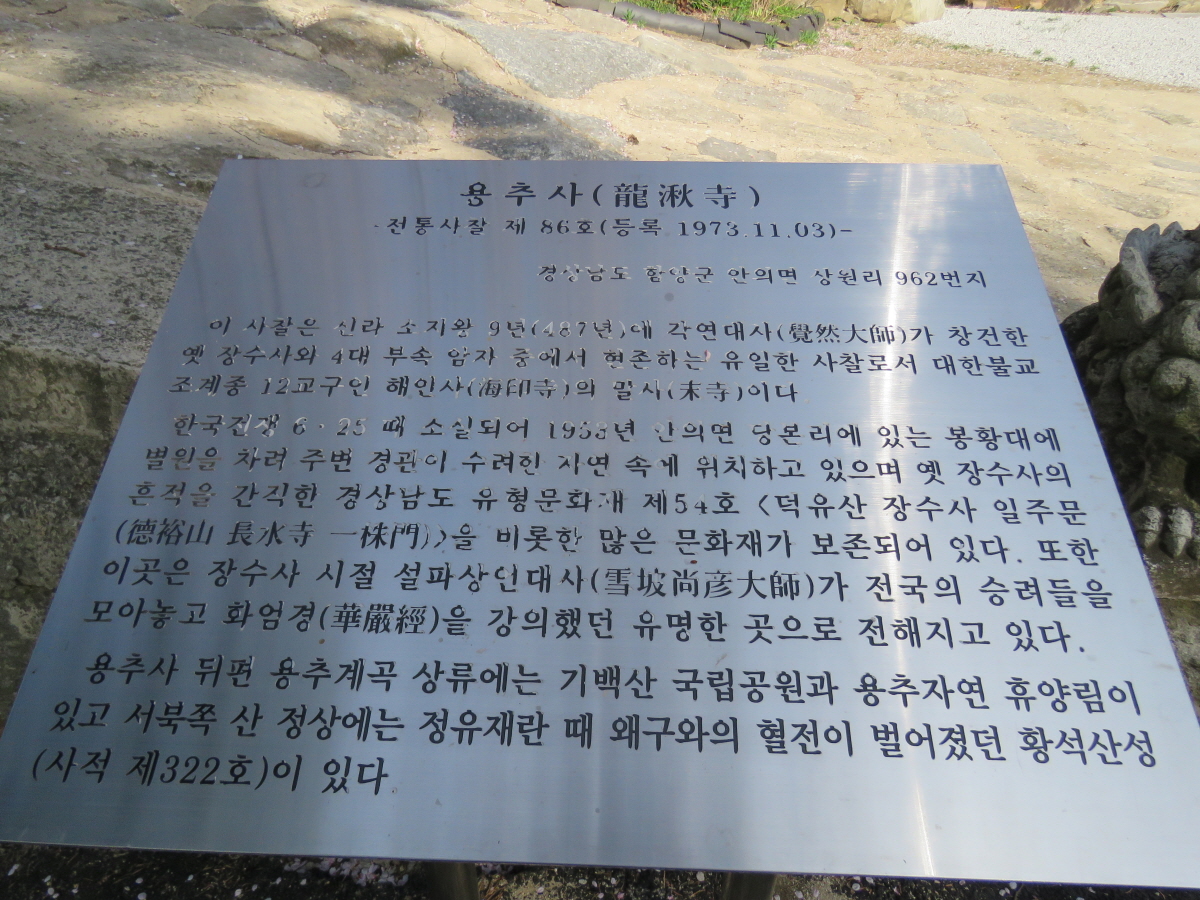 용추사(龍湫寺)
-전통사찰 제 86호(등록 1973.11.03)-
경상남도 함양군 안의면 상원리 962번지
이 사찰은 신라 소지왕 9년(487년)에 각연대사(覺然大師)가 창건한
옛 장수사와 4대 부속 암자 중에서 현존하는 유일한 사찰로서 대한불교
조계종 12교구인 해인사(海印寺)의 말사(末寺)이다
한국전쟁 6·25 때 소실되어 1953년 안의면 당본리에 있는 봉황대에
별원을 차려 주변 경관이 수려한 자연 속에 위치하고 있으며 옛 장수사의
흔적을 간직한 경상남도 유형문화재 제54호 <덕유산 장수사 일주문
(德裕山 長水寺 一株門)>을 비롯한 많은 문화재가 보존되어 있다. 또한
이곳은 장수사 시절 설파상언대사(雪坡尙彦大師)가 전국의 승려들을
모아놓고 화엄경(華嚴經)을 강의했던 유명한 곳으로 전해지고 있다.
용추사 뒤편 용추계곡 상류에는 기백산 국립공원과 용추자연 휴양림이
있고 서북쪽 산 정상에는 정유재란 때 왜구와의 혈전이 벌어졌던 황석산성
(사적 제322호)이 있다